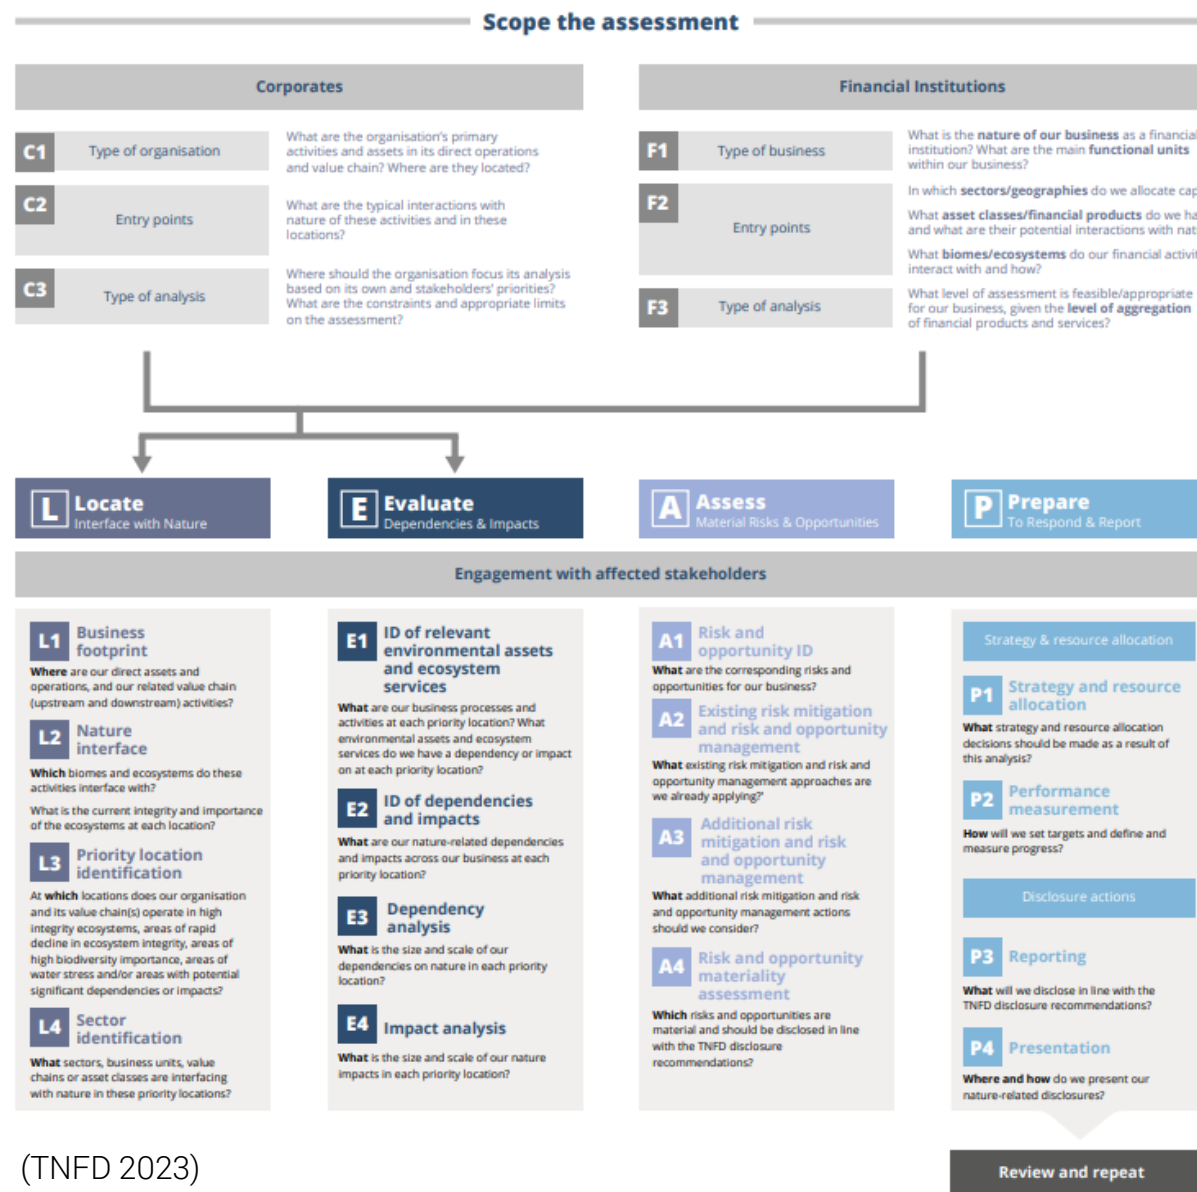 Scope the assessment
Corporates
C1
Type of organisation
What are the organisation's primary
activities and assets in its direct operations
and value chain? Where are they located?
C2
Entry points
What are the typical interactions with
nature of these activities and in these
locations?
C3
Type of analysis
Where should the organisation focus its analysis
based on its own and stakeholders' priorities?
What are the constraints and appropriate limits
on the assessment?
Financial Institutions
F1
Type of business
What is the nature of our business as a financial
institution? What are the main functional units
within our business?
F2
Entry points
In which sectors/geographies do we allocate
What asset classes/financial products do we
and what are their potential interactions with
What biomes/ecosystems do our financial
interact with and how?
F3
Type of analysis
What level of assessment is feasible/appropriate
for our business, given the level of aggregation
of financial products and services?
L Locate
Interface with Nature
E Evaluate
Dependencies & Impacts
A Assess
Material Risks & Opportunities
P Prepare
To Respond & Report
Engagement with affected stakeholders
L1 Business
footprint
Where are our direct assets and
operations, and our related value chain
(upstream and downstream) activities?
L2 Nature
interface
Which biomes and ecosystems do these
activities interface with?
What is the current integrity and importance
of the ecosystems at each location?
L3 Priority location
identification
At which locations does our organisation
and its value chain(s) operate in high
integrity ecosystems, areas of rapid
decline in ecosystem integrity, areas of
high biodiversity importance, areas of
water stress and/or areas with potential
significant dependencies or impacts?
L4 Sector
identification
What sectors, business units, value
chains or asset classes are interfacing
with nature in these priority locations?
E1 ID of relevant
environmental assets
and ecosystem
services
What are our business processes and
activities at each priority location? What
environmental assets and ecosystem
services do we have a dependency or impact
on at each priority location?
E2 ID of dependencies
and impacts
What are our nature-related dependencies
and impacts across our business at each
priority location?
E3 Dependency
analysis
What is the size and scale of our
dependencies on nature in each priority
location?
E4 Impact analysis
What is the size and scale of our nature
impacts in each priority location?
A1 Risk and
opportunity ID
What are the corresponding risks and
opportunities for our business?
A2 Existing risk mitigation
and risk and opportunity
management
What existing risk mitigation and risk and
opportunity management approaches are
we already applying?'
A3 Additional risk
mitigation and risk
and opportunity
management
What additional risk mitigation and risk
and opportunity management actions
should we consider?
A4 Risk and opportunity
materiality
assessment
Which risks and opportunities are
material and should be disclosed in line
with the TNFD disclosure
recommendations?
Strategy & resource allocation
P1 Strategy and resource
allocation
What strategy and resource allocation
decisions should be made as a result of
this analysis?
P2 Performance
measurement
How will we set targets and define and
measure progress?
Disclosure actions
P3 Reporting
What will we disclose in line with the
TNFD disclosure recommendations?
P4 Presentation
Where and how do we present our
nature-related disclosures?
Review and repeat
(TNFD 2023)